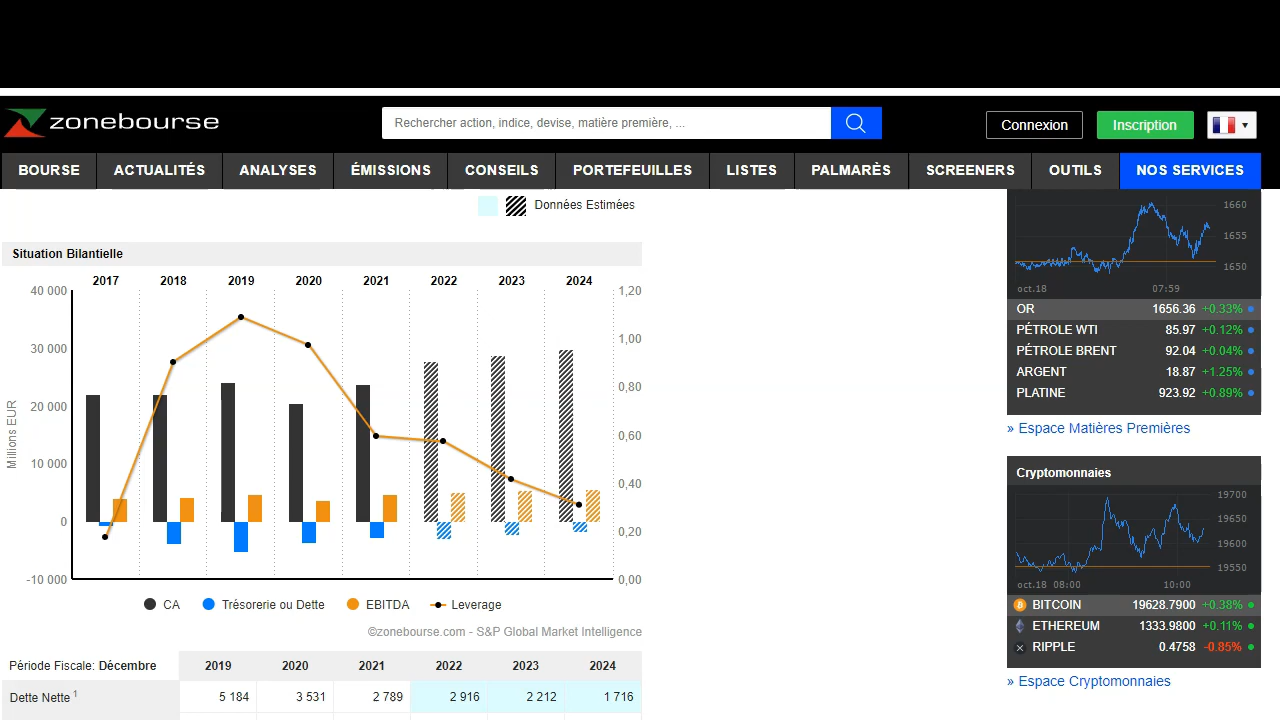 zonebourse
Rechercher action, indice, devise, matière première, ...
Connexion
Inscription
BOURSE ACTUALITÉS ANALYSES ÉMISSIONS CONSEILS PORTEFEUILLES LISTES PALMARÈS SCREENERS OUTILS NOS SERVICES
Données Estimées
Situation Bilantielle
2017 2018 2019 2020 2021 2022 2023 2024
40 000 1,20
1,00
30 000
0,80
20 000
0,60
10 000
0,40
0
0,20
-10 000 0,00
Millions EUR
CA Trésorerie ou Dette EBITDA Leverage
©zonebourse.com - S&P Global Market Intelligence
Période Fiscale: Décembre 2019 2020 2021 2022 2023 2024
Dette Nette 1 5 184 3 531 2 789 2 916 2 212 1 716
1660
1655
1650
oct.18 07:59
OR 1656.36 +0.33%
PÉTROLE WTI 85.97 +0.12%
PÉTROLE BRENT 92.04 +0.04%
ARGENT 18.87 +1.25%
PLATINE 923.92 +0.89%
» Espace Matières Premières
Cryptomonnaies
19700
19650
19600
19550
oct.18 08:00 10:00
BITCOIN 19628.7900 +0.38%
ETHEREUM 1333.9800 +0.11%
RIPPLE 0.4758 -0.85%
» Espace Cryptomonnaies